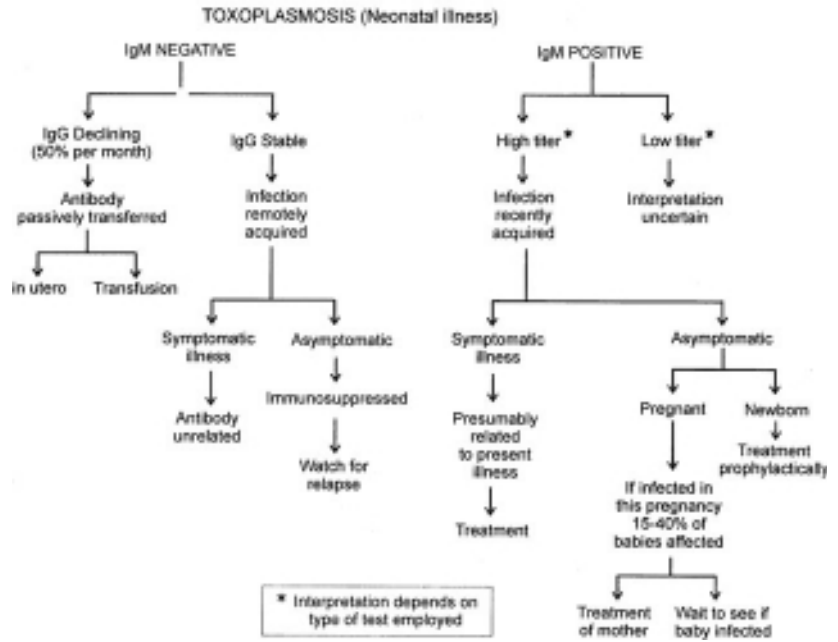 TOXOPLASMOSIS (Neonatal illness)
IgM NEGATIVE
IgM POSITIVE
IgG Declining
(50% per month)
IgG Stable
High titer *
Low titer *
Antibody
passively transferred
Infection
remotely
acquired
Infection
recently
acquired
Interpretation
uncertain
in utero
Transfusion
Symptomatic
illness
Asymptomatic
Symptomatic
illness
Asymptomatic
Antibody
unrelated
Immunosuppressed
Watch for
relapse
Presumably
related
to present
illness
Treatment
Pregnant
Newborn
Treatment
prophylactically
If infected in
this pregnancy
15-40% of
babies affected
Treatment
of mother
Wait to see if
baby infected
* Interpretation depends on
type of test employed